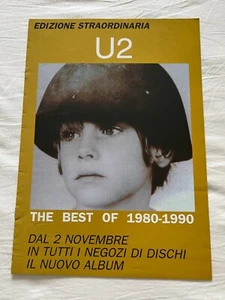 EDIZIONE STRAORDINARIA
U2
THE BEST OF 1980-1990
DAL 2 NOVEMBRE
IN TUTTI I NEGOZI DI DISCHI
IL NUOVO ALBUM